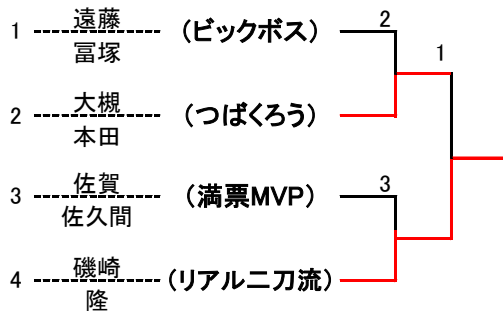 1 遠藤 (ビックボス) 2
冨塚
1
2 大槻 (つばくろう)
本田
3 佐賀 (満票MVP) 3
佐久間
4 磯崎 (リアル二刀流)
隆